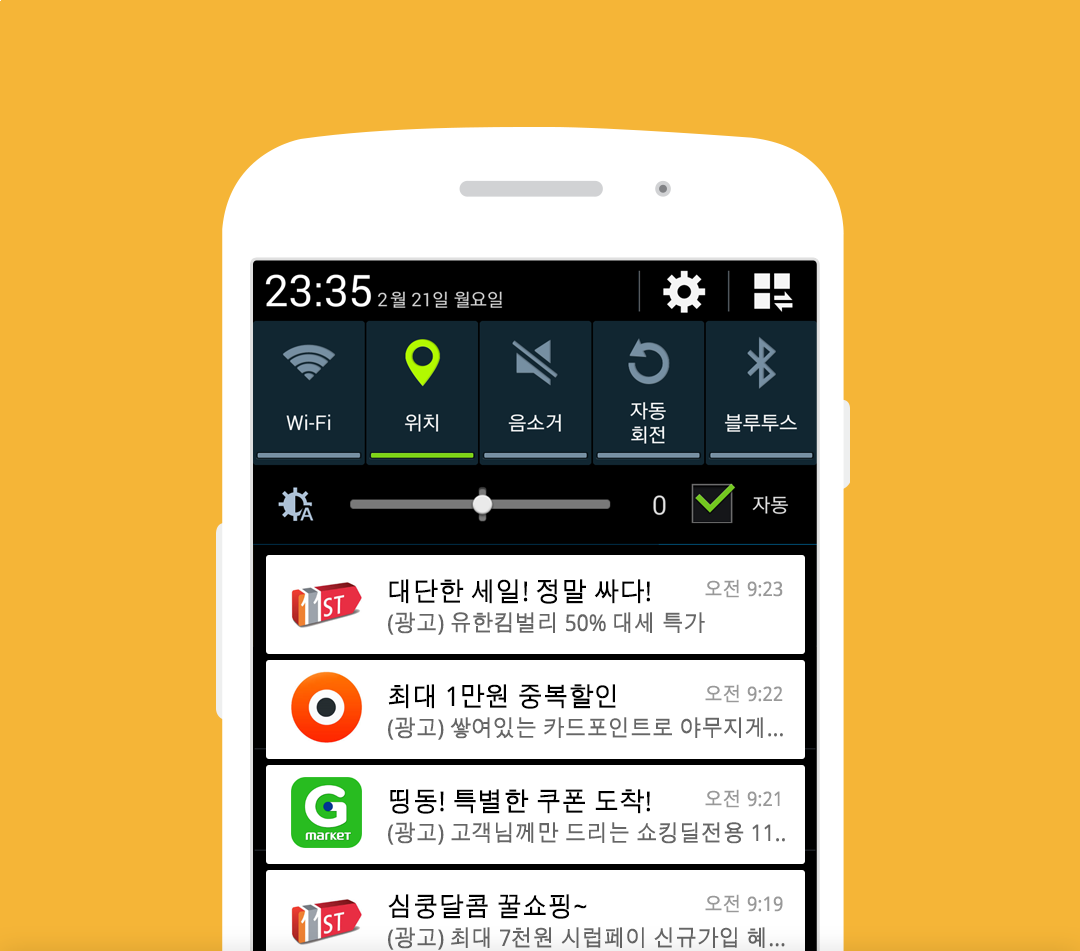 23:35 2월 21일 월요일
Wi-Fi 위치 음소거 자동 회전 블루투스
A 0 자동
11ST 대단한 세일! 정말 싸다! 오전 9:23
(광고) 유한킴벌리 50% 대세 특가
최대 1만원 중복할인 오전 9:22
(광고) 쌓여있는 카드포인트로 야무지게...
G market 띵동! 특별한 쿠폰 도착! 오전 9:21
(광고) 고객님께만 드리는 쇼킹딜전용 11..
11ST 심쿵달콤 꿀쇼핑~ 오전 9:19
(광고) 최대 7천원 시럽페이 신규가입 혜...